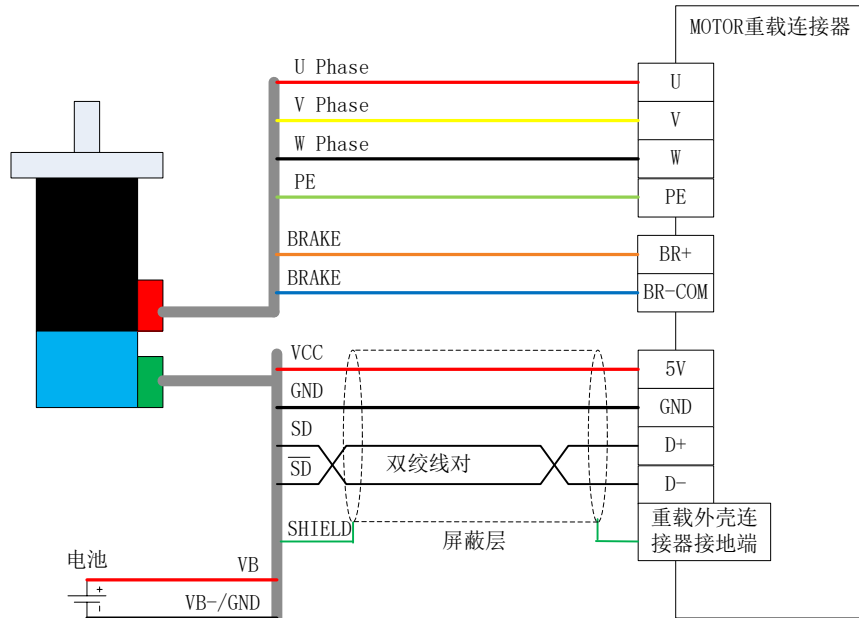 MOTOR重载连接器
U Phase
U
V Phase
V
W Phase
W
PE
PE
BRAKE
BR+
BRAKE
BR-COM
VCC
5V
GND
GND
SD
D+
双绞线对
SD
D-
SHIELD
屏蔽层
重载外壳连
接器接地端
电池
VB
+
-
VB-/GND